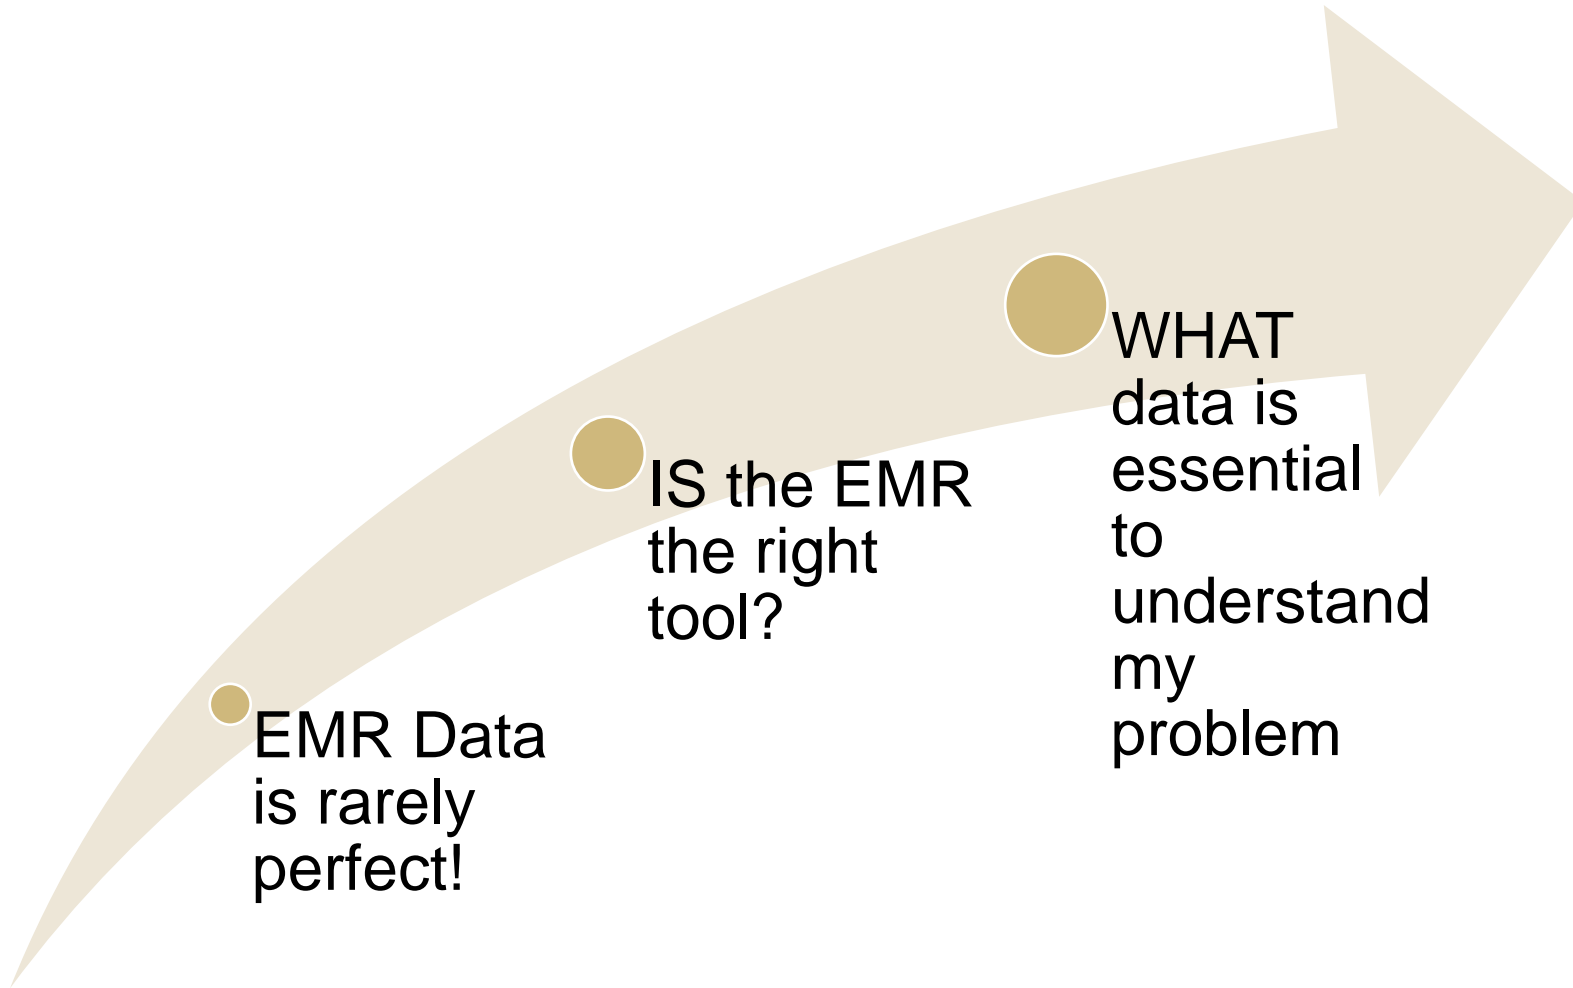 EMR Data
is rarely
perfect!
IS the EMR
the right
tool?
WHAT
data is
essential
to
understand
my
problem